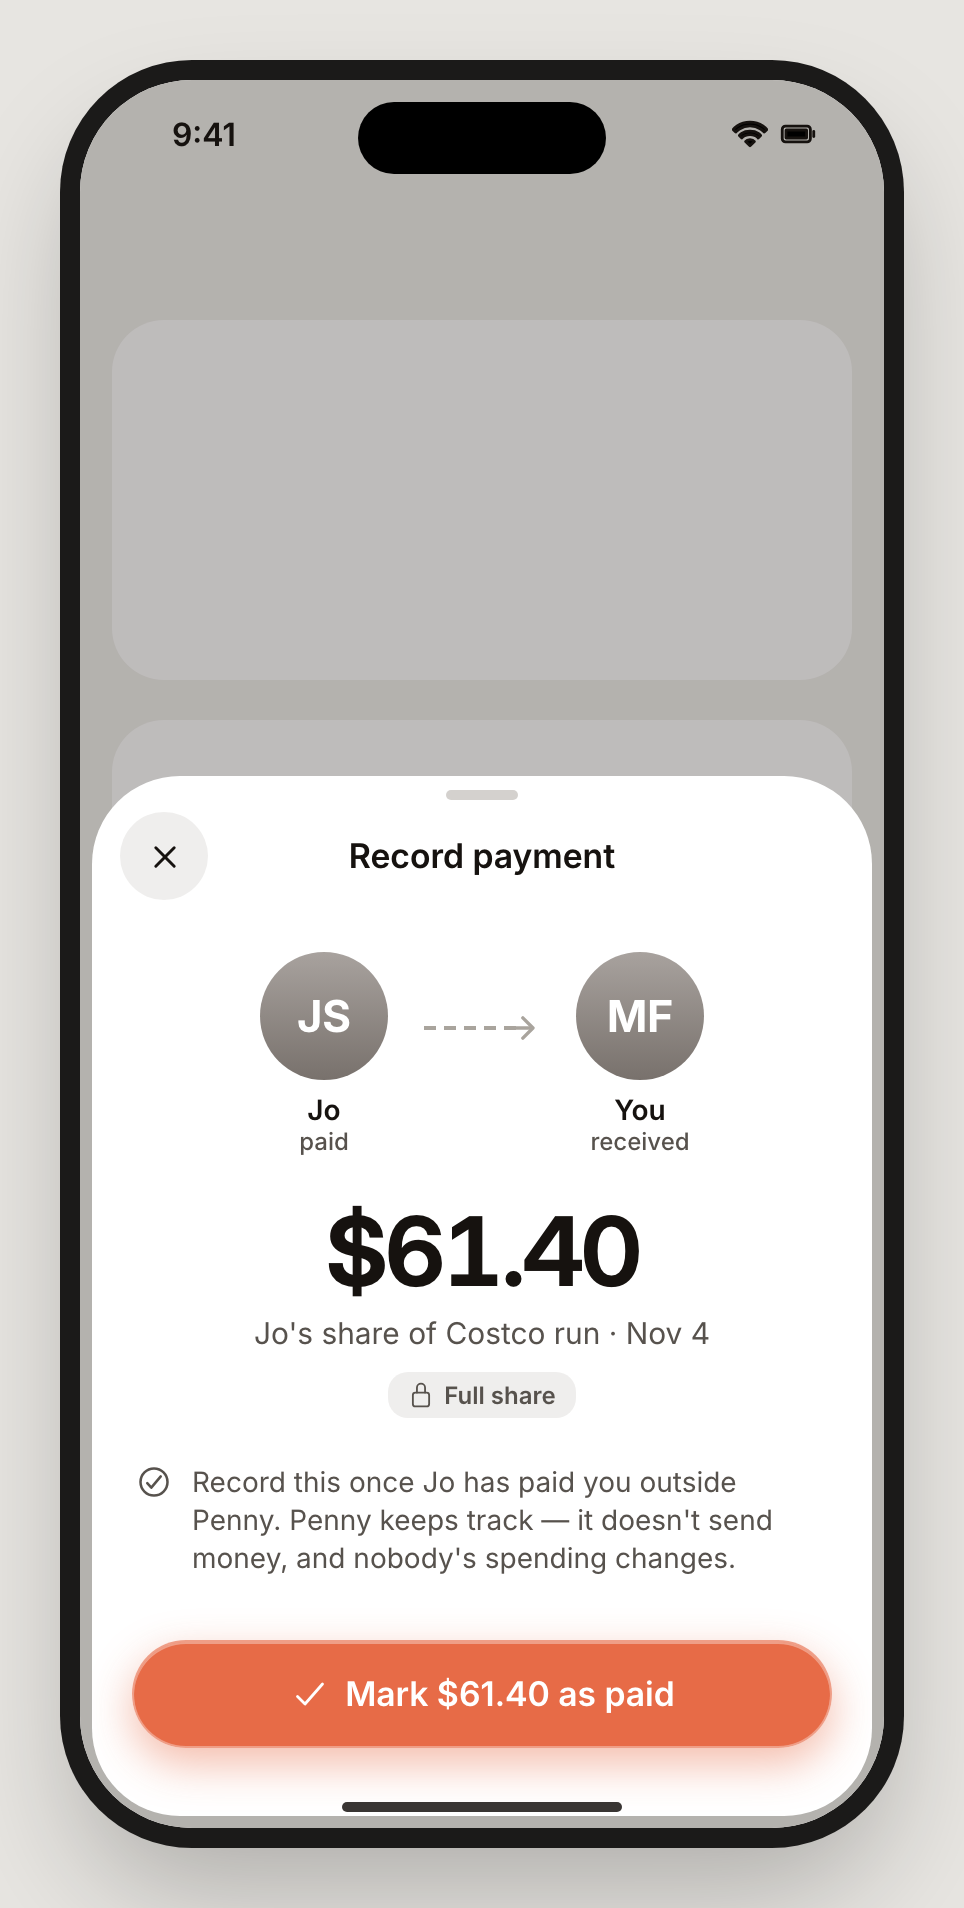 9:41
Record payment
JS
MF
Jo
You
paid
received
$61.40
Jo's share of Costco run · Nov 4
Full share
Record this once Jo has paid you outside
Penny. Penny keeps track — it doesn't send
money, and nobody's spending changes.
Mark $61.40 as paid